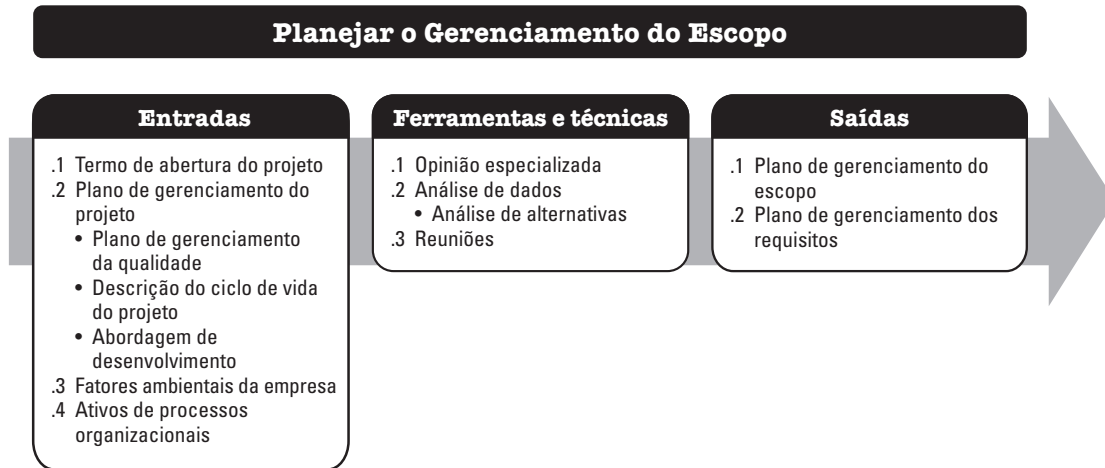 Planejar o Gerenciamento do Escopo
Entradas
.1 Termo de abertura do projeto
.2 Plano de gerenciamento do
projeto
• Plano de gerenciamento
da qualidade
• Descrição do ciclo de vida
do projeto
• Abordagem de
desenvolvimento
.3 Fatores ambientais da empresa
.4 Ativos de processos
organizacionais
Ferramentas e técnicas
.1 Opinião especializada
.2 Análise de dados
• Análise de alternativas
.3 Reuniões
Saídas
.1 Plano de gerenciamento do
escopo
.2 Plano de gerenciamento dos
requisitos